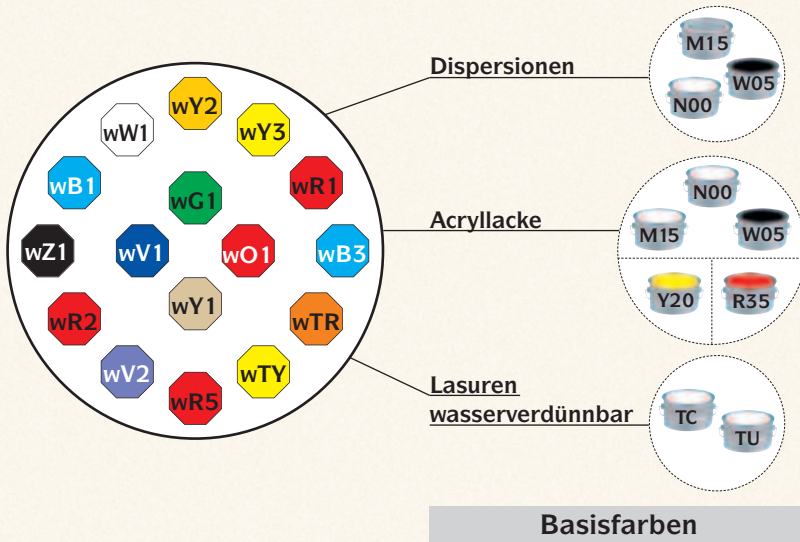 wY2
wW1
wY3
wB1
wG1
wR1
wZ1
wV1
wO1
wB3
wR2
wY1
wTR
wV2
wTY
wR5
Dispersionen
M15
W05
N00
Acryllacke
N00
M15
W05
Y20
R35
Lasuren
wasserverdünnbar
TC
TU
Basisfarben